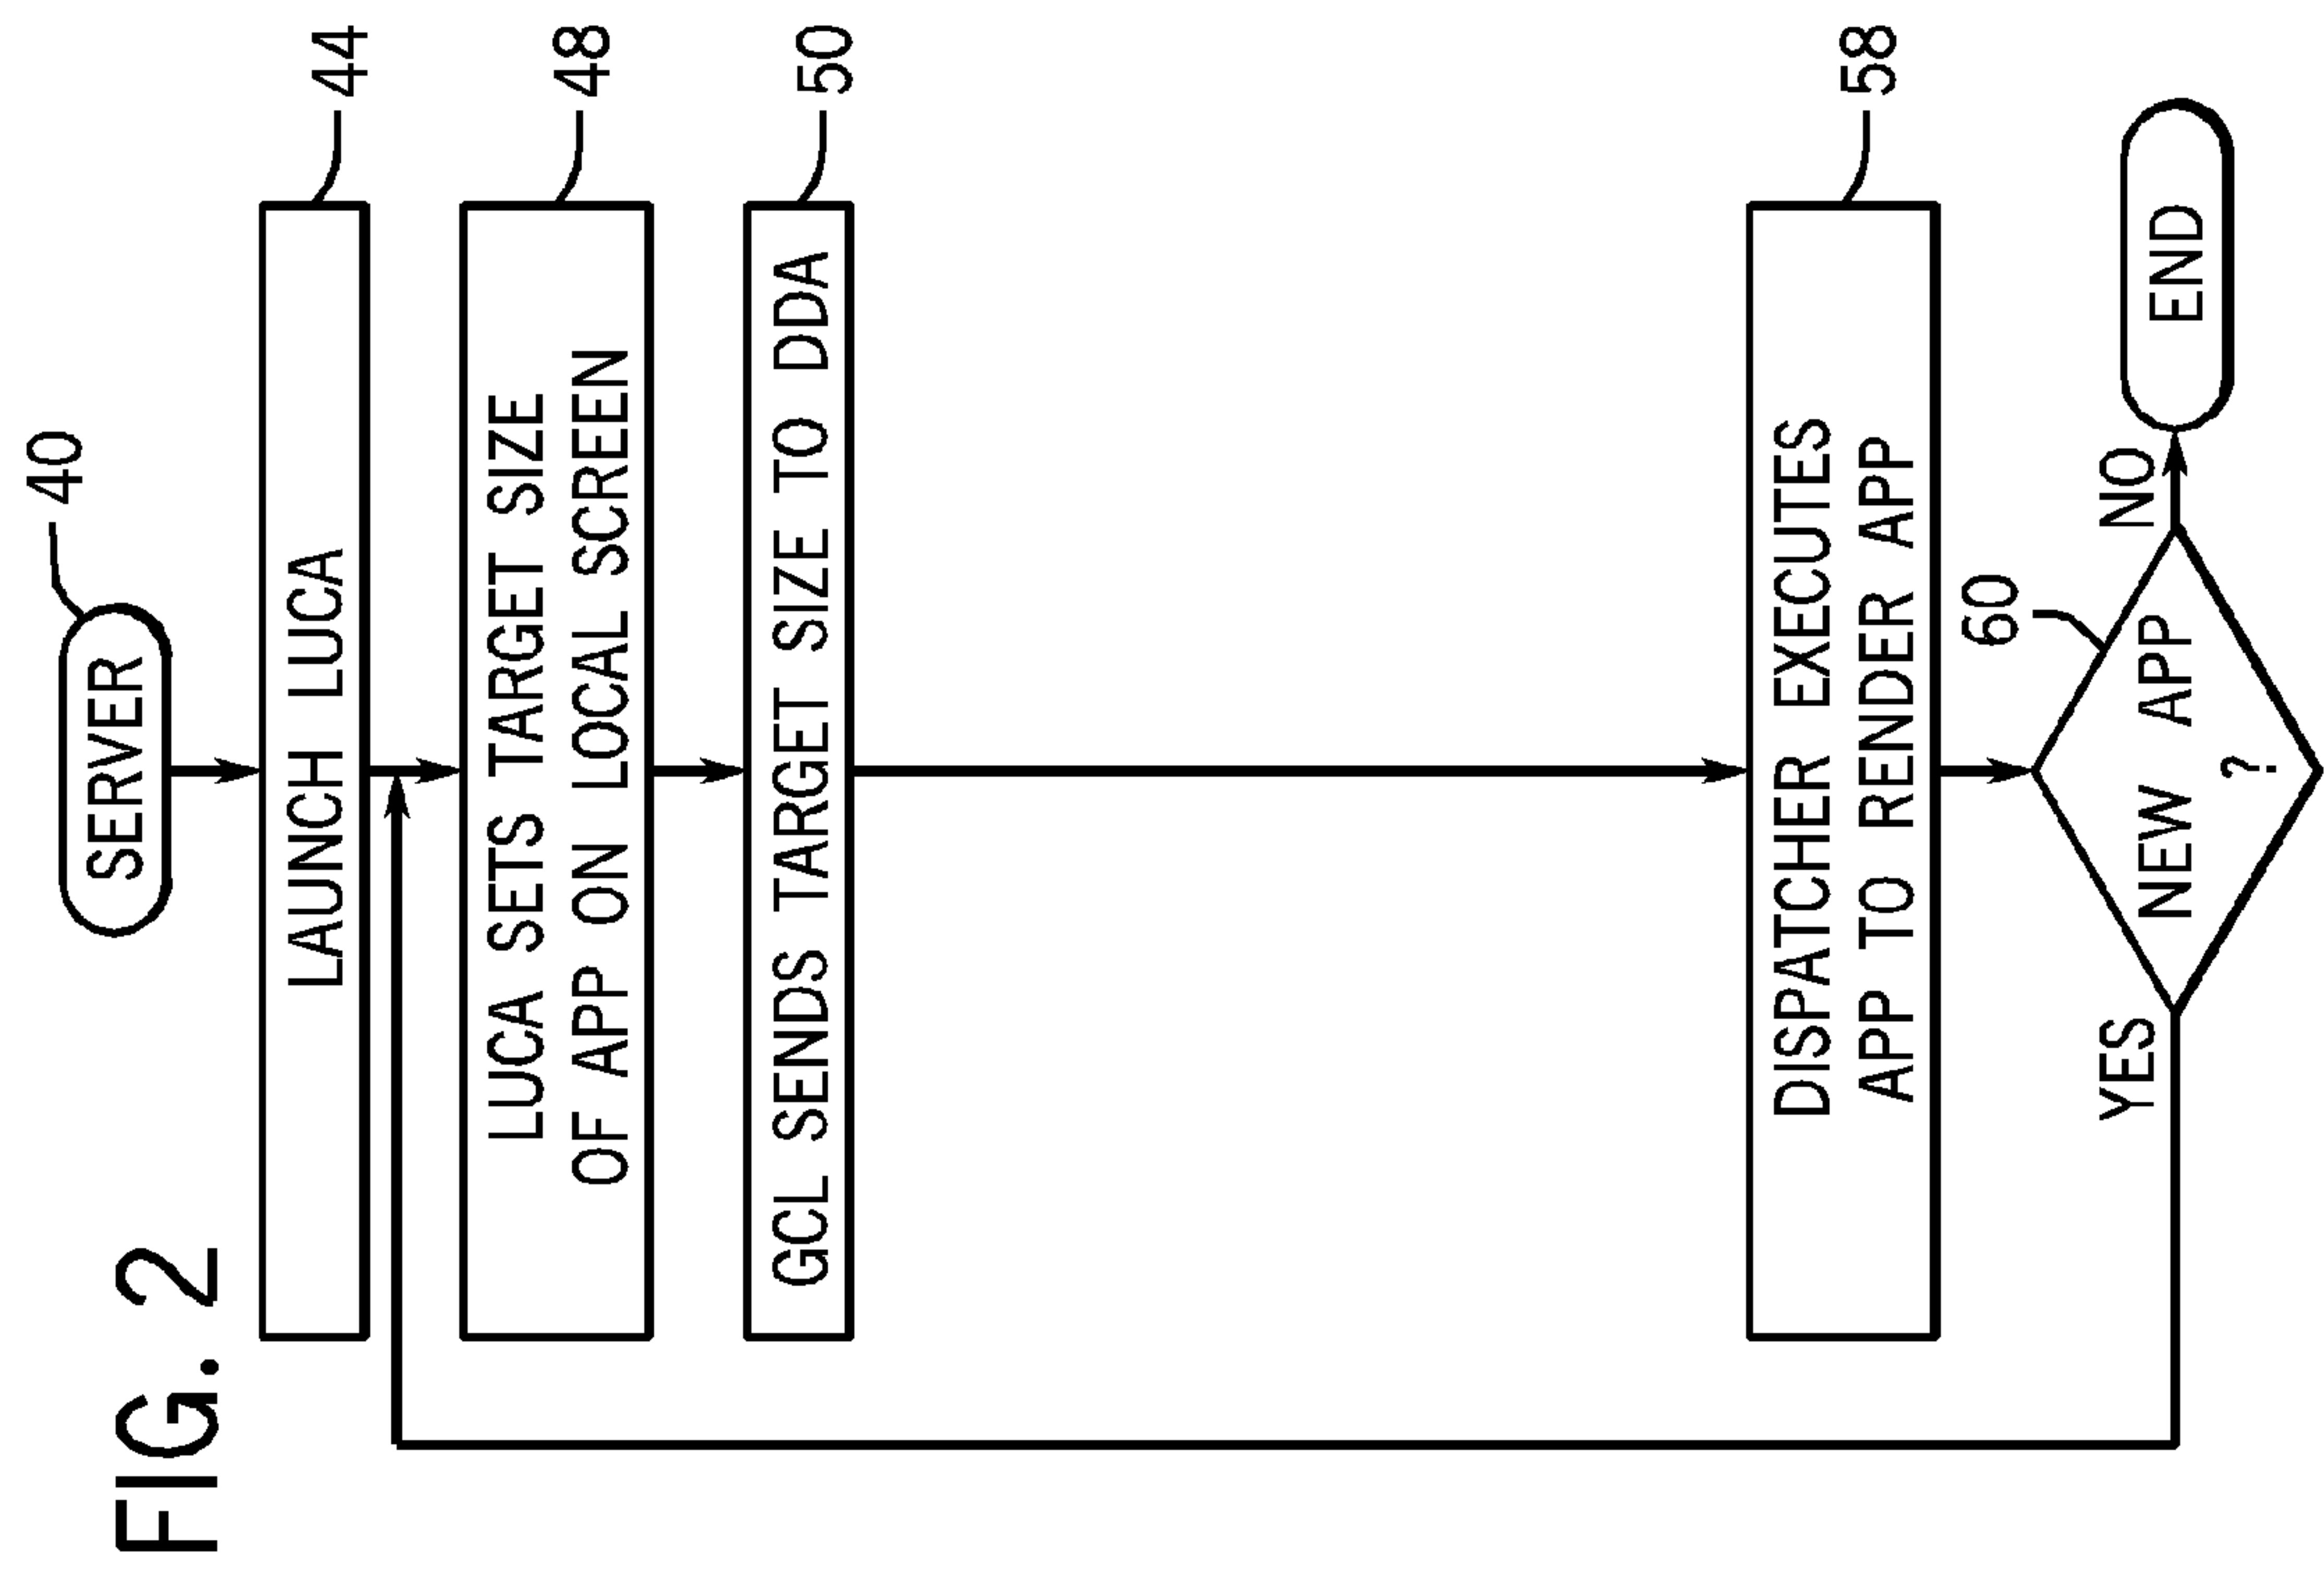 FIG. 2
40
SERVER
44
LAUNCH LUCA
48
LUCA SETS TARGET SIZE
OF APP ON LOCAL SCREEN
50
GCL SENDS TARGET SIZE TO DDA
58
DISPATCHER EXECUTES
APP TO RENDER APP
60
NEW APP
?
YES
NO
END